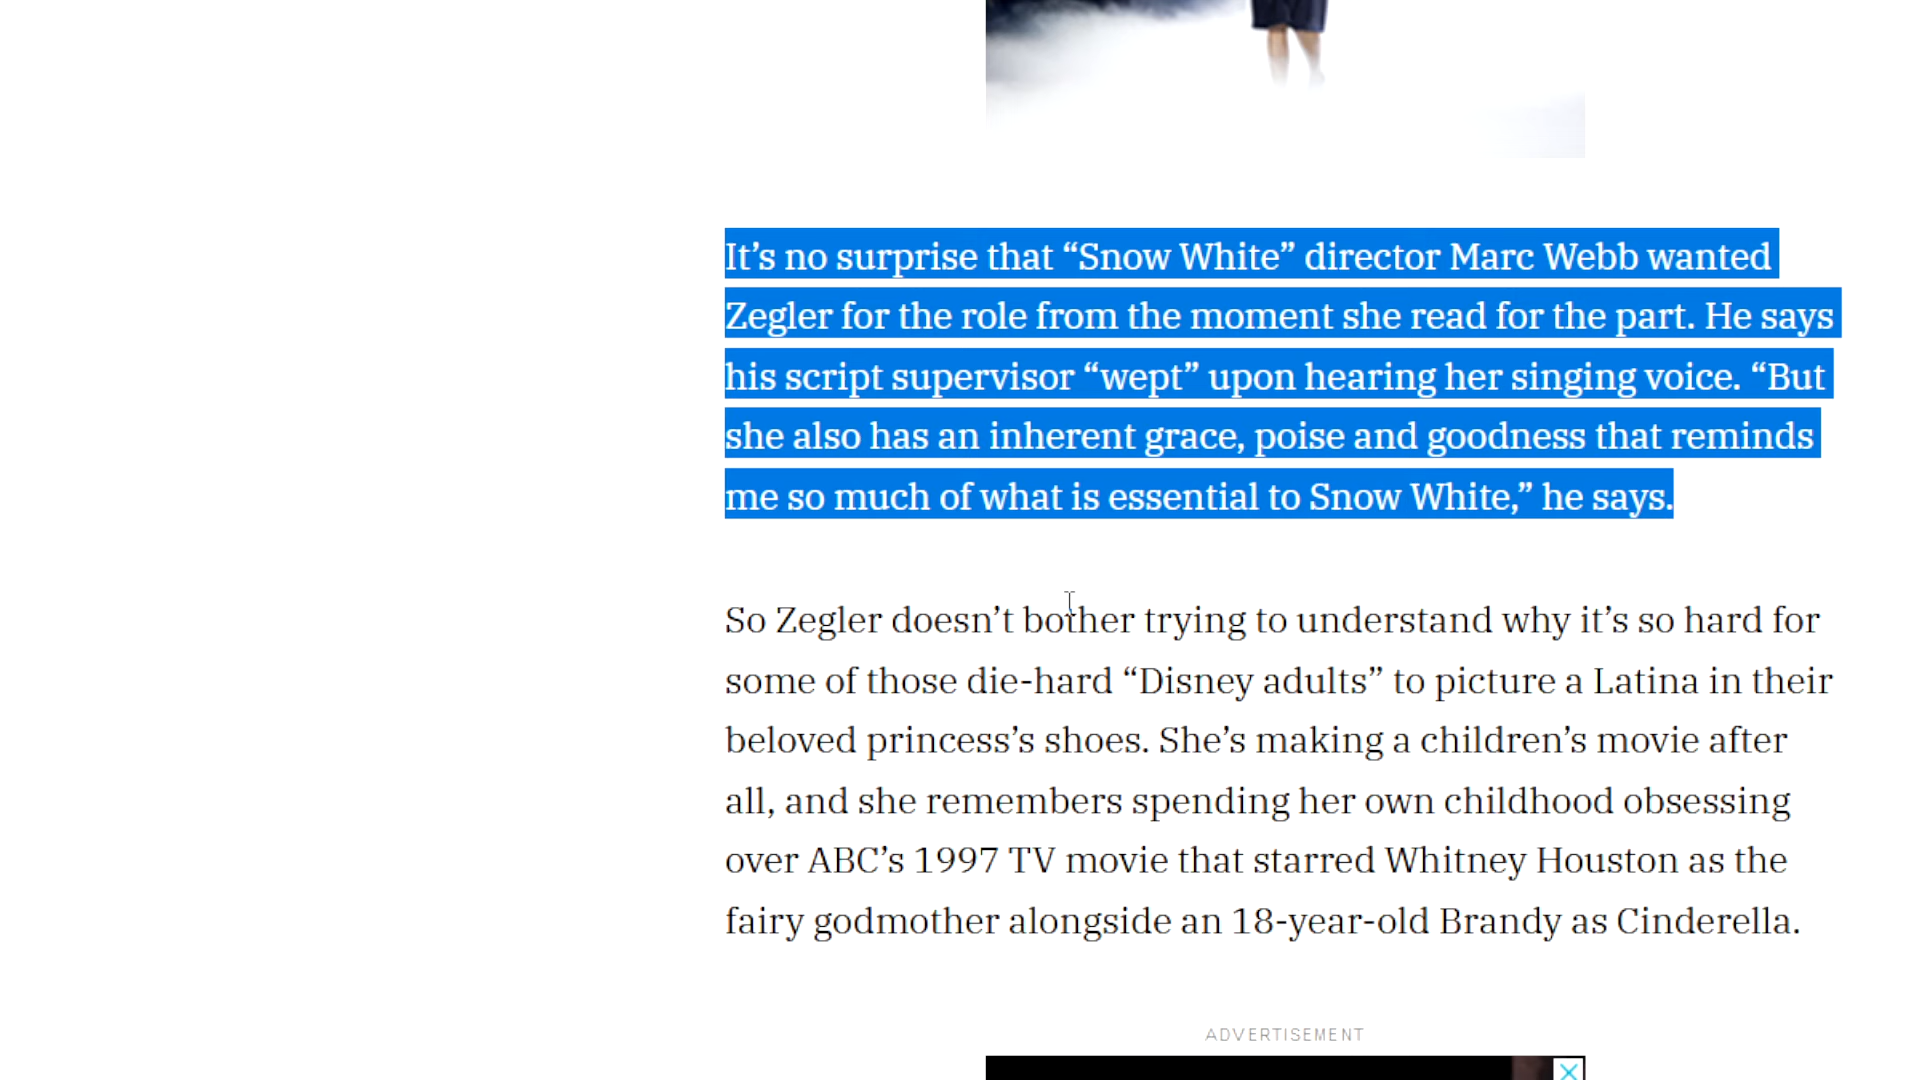 It’s no surprise that “Snow White” director Marc Webb wanted
Zegler for the role from the moment she read for the part. He says
his script supervisor “wept” upon hearing her singing voice. “But
she also has an inherent grace, poise and goodness that reminds
me so much of what is essential to Snow White,” he says.
So Zegler doesn’t bother trying to understand why it’s so hard for
some of those die-hard “Disney adults” to picture a Latina in their
beloved princess’s shoes. She’s making a children’s movie after
all, and she remembers spending her own childhood obsessing
over ABC’s 1997 TV movie that starred Whitney Houston as the
fairy godmother alongside an 18-year-old Brandy as Cinderella.
ADVERTISEMENT